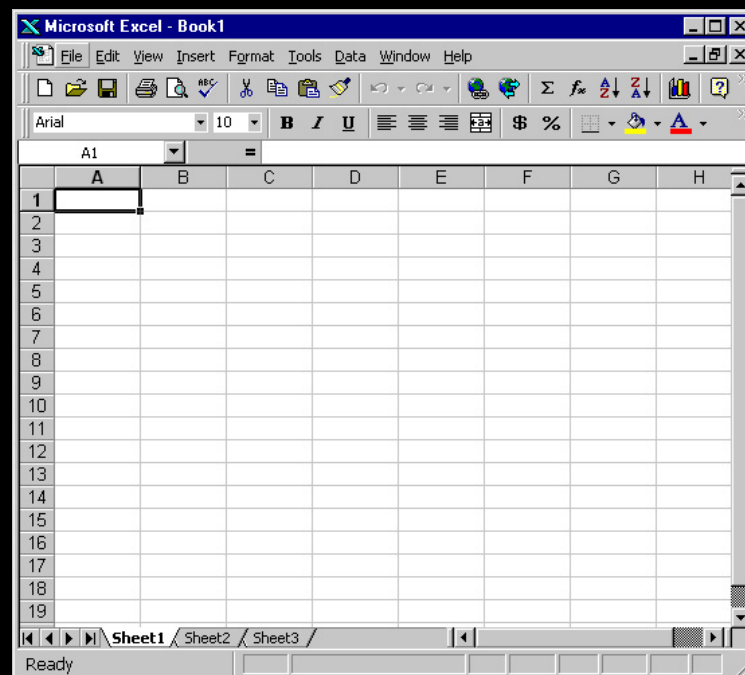 Microsoft Excel - Book1
File Edit View Insert Format Tools Data Window Help
ABC Σ fx A Z Z A ?
Arial 10 B I U $ % A
A1 =
A B C D E F G H
1
2
3
4
5
6
7
8
9
10
11
12
13
14
15
16
17
18
19
Sheet1 Sheet2 Sheet3
Ready